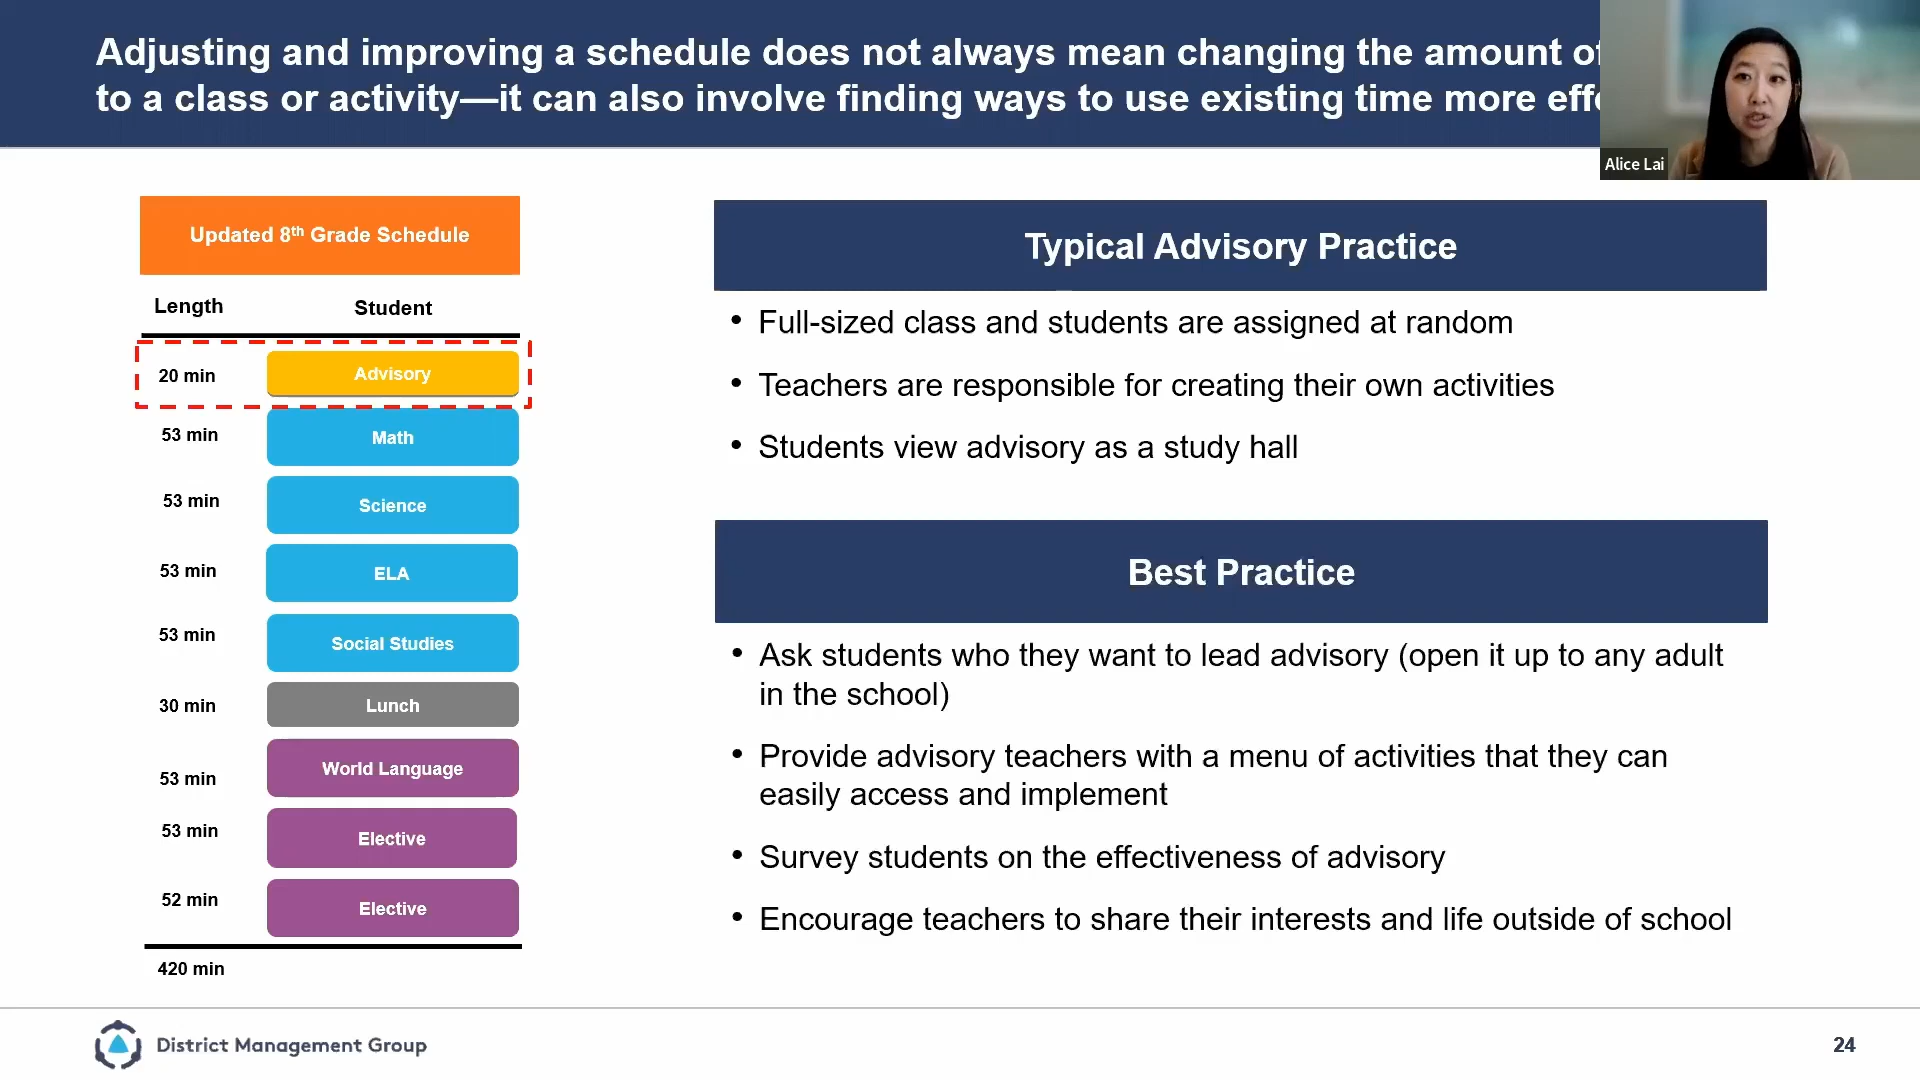 Adjusting and improving a schedule does not always mean changing the amount of
to a class or activity—it can also involve finding ways to use existing time more
Alice Lai
Updated 8th Grade Schedule
Length Student
20 min Advisory
53 min Math
53 min Science
53 min ELA
53 min Social Studies
30 min Lunch
53 min World Language
53 min Elective
52 min Elective
420 min
Typical Advisory Practice
• Full-sized class and students are assigned at random
• Teachers are responsible for creating their own activities
• Students view advisory as a study hall
Best Practice
• Ask students who they want to lead advisory (open it up to any adult
in the school)
• Provide advisory teachers with a menu of activities that they can
easily access and implement
• Survey students on the effectiveness of advisory
• Encourage teachers to share their interests and life outside of school
District Management Group
24